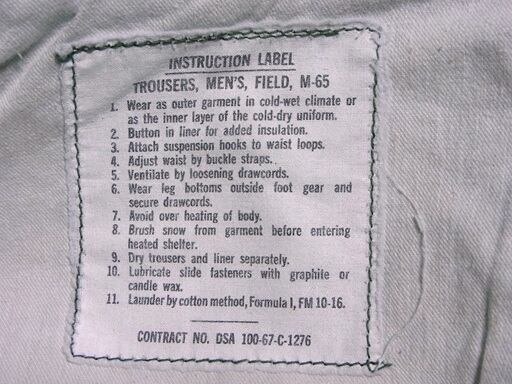 INSTRUCTION LABEL
TROUSERS, MEN'S, FIELD, M-65
1. Wear as outer garment in cold-wet climate or
as the inner layer of the cold-dry uniform.
2. Button in liner for added insulation.
3. Attach suspension hooks to waist loops.
4. Adjust waist by buckle straps.
5. Ventilate by loosening drawcords.
6. Wear leg bottoms outside foot gear and
secure drawcords.
7. Avoid over heating of body.
8. Brush snow from garment before entering
heated shelter.
9. Dry trousers and liner separately.
10. Lubricate slide fasteners with graphite or
candle wax.
11. Launder by cotton method, Formula I, FM 10-16.
CONTRACT NO. DSA 100-67-C-1276